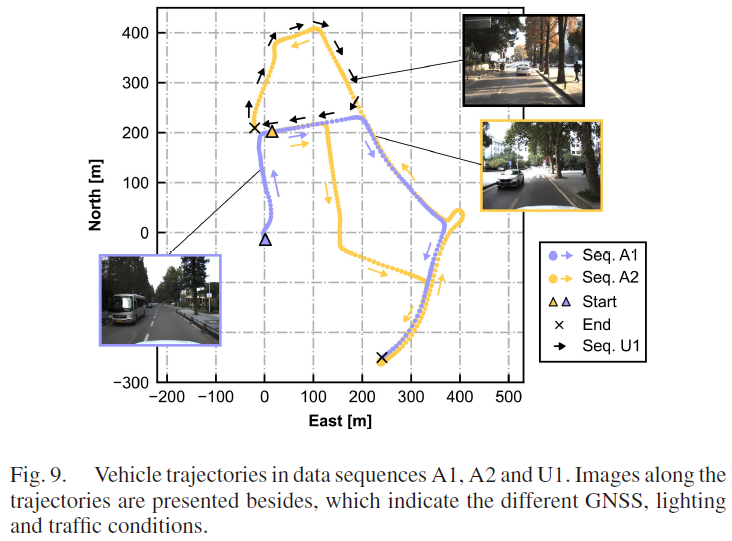 400
300
200
100
0
−300
−200 −100 0 100 200 300 400 500
North [m]
East [m]
Seq. A1
Seq. A2
Start
End
Seq. U1
Fig. 9. Vehicle trajectories in data sequences A1, A2 and U1. Images along the
trajectories are presented besides, which indicate the different GNSS, lighting
and traffic conditions.